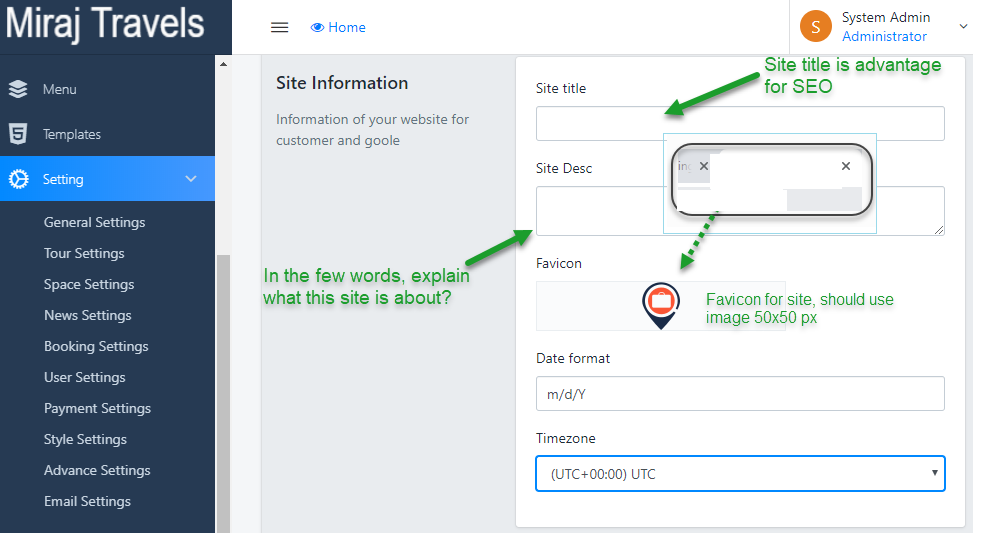 Miraj Travels
Home
S
System Admin
Administrator
Menu
Templates
Setting
General Settings
Tour Settings
Space Settings
News Settings
Booking Settings
User Settings
Payment Settings
Style Settings
Advance Settings
Email Settings
Site Information
Information of your website for
customer and goole
Site title
Site title is advantage
for SEO
Site Desc
In the few words, explain
what this site is about?
Favicon
Favicon for site, should use
image 50x50 px
Date format
m/d/Y
Timezone
(UTC+00:00) UTC